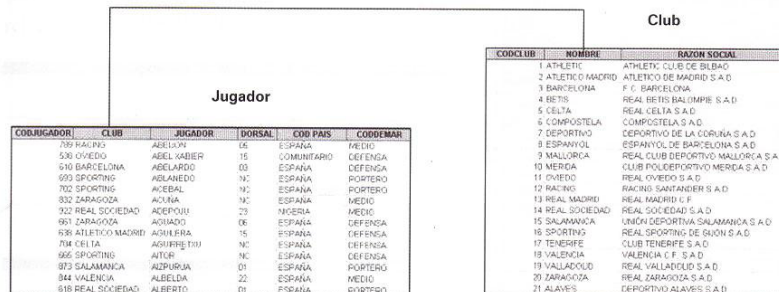 Club
CODCLUB NOMBRE RAZON SOCIAL
1 ATHLETIC ATHLETIC CLUB DE BILBAO
2 ATLETICO MADRID ATLETICO DE MADRID S.A.D
3 BARCELONA F.C. BARCELONA
4 BETIS REAL BETIS BALOMPIE S.A.D
5 CELTA REAL CELTA S.A.D
6 COMPOSTELA COMPOSTELA S.A.D
7 DEPORTIVO DEPORTIVO DE LA CORUÑA S.A.D
8 ESPANYOL ESPANYOL DE BARCELONA S.A.D
9 MALLORCA REAL CLUB DEPORTIVO MALLORCA S.A
10 MERIDA CLUB POLIDEPORTIVO MERIDA S.A.D
11 OVIEDO REAL OVIEDO S.A.D
12 RACING RACING SANTANDER S.A.D
13 REAL MADRID REAL MADRID C.F
14 REAL SOCIEDAD REAL SOCIEDAD S.A.D
15 SALAMANCA UNIÓN DEPORTIVA SALAMANCA S.A.D
16 SPORTING REAL SPORTING DE GIJON S.A.D
17 TENERIFE CLUB TENERIFE S.A.D
18 VALENCIA VALENCIA C.F. S.A.D
19 VALLADOLID REAL VALLADOLID S.A.D
20 ZARAGOZA REAL ZARAGOZA S.A.D
21 ALAVES DEPORTIVO ALAVES S.A.D
Jugador
CODJUGADOR CLUB JUGADOR DORSAL COD PAIS CODDEMAR
789 RACING ABEIJON 05 ESPAÑA MEDIO
538 OVIEDO ABEL XABIER 15 COMUNITARIO DEFENSA
610 BARCELONA ABELARDO 03 ESPAÑA DEFENSA
693 SPORTING ABLANEDO NC ESPAÑA PORTERO
702 SPORTING ACEBAL NC ESPAÑA PORTERO
832 ZARAGOZA ACUÑA NC ESPAÑA MEDIO
922 REAL SOCIEDAD ADEPOJU 23 NIGERIA MEDIO
661 ZARAGOZA AGUADO 06 ESPAÑA DEFENSA
638 ATLETICO MADRID AGUILERA 15 ESPAÑA DEFENSA
704 CELTA AGUIRRETXU NC ESPAÑA DEFENSA
665 SPORTING AITOR NC ESPAÑA DEFENSA
873 SALAMANCA AIZPURUA 01 ESPAÑA PORTERO
844 VALENCIA ALBELDA 22 ESPAÑA MEDIO
618 REAL SOCIEDAD ALBERTO 01 ESPAÑA PORTERO